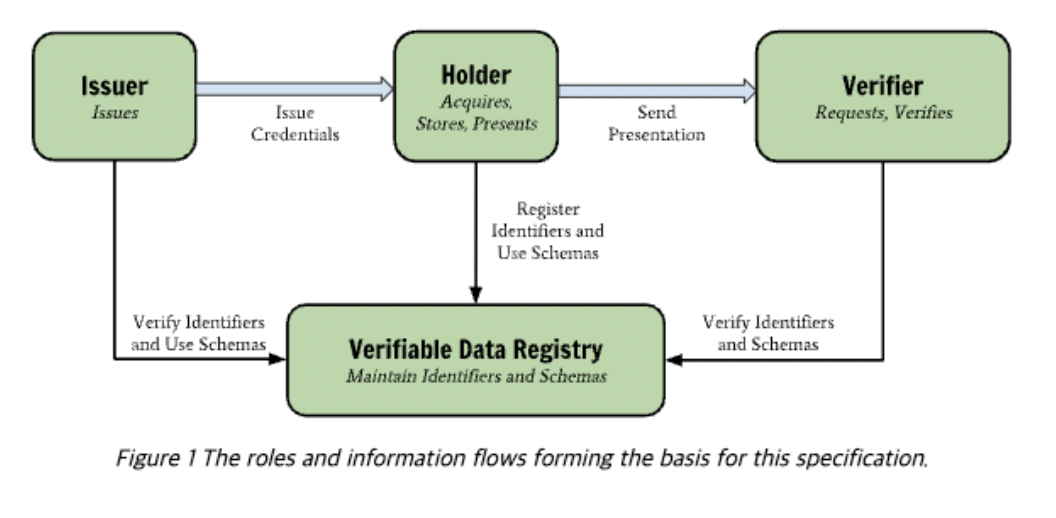 Issuer
Issues
Issue
Credentials
Holder
Acquires,
Stores, Presents
Send
Presentation
Verifier
Requests, Verifies
Register
Identifiers and
Use Schemas
Verify Identifiers
and Use Schemas
Verifiable Data Registry
Maintain Identifiers and Schemas
Verify Identifiers
and Schemas
Figure 1 The roles and information flows forming the basis for this specification.